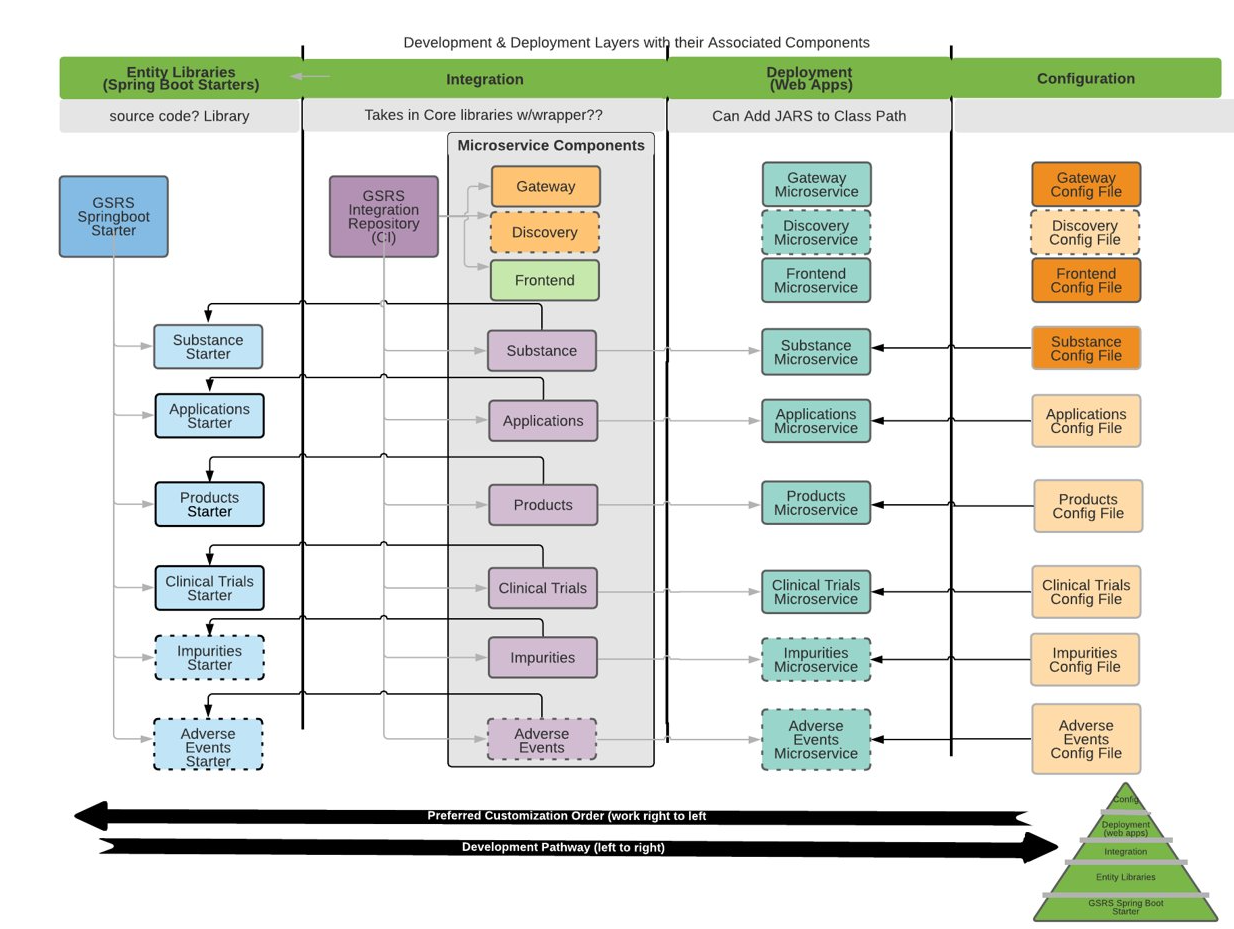 Development & Deployment Layers with their Associated Components
Entity Libraries
(Spring Boot Starters)
Integration
Deployment
(Web Apps)
Configuration
source code? Library
Takes in Core libraries w/wrapper??
Can Add JARS to Class Path
Microservice Components
GSRS
Springboot
Starter
GSRS
Integration
Repository
(CI)
Gateway
Discovery
Frontend
Gateway
Microservice
Discovery
Microservice
Frontend
Microservice
Gateway
Config File
Discovery
Config File
Frontend
Config File
Substance
Starter
Substance
Substance
Microservice
Substance
Config File
Applications
Starter
Applications
Applications
Microservice
Applications
Config File
Products
Starter
Products
Products
Microservice
Products
Config File
Clinical Trials
Starter
Clinical Trials
Clinical Trials
Microservice
Clinical Trials
Config File
Impurities
Starter
Impurities
Impurities
Microservice
Impurities
Config File
Adverse
Events
Starter
Adverse
Events
Adverse
Events
Microservice
Adverse
Events
Config File
Preferred Customization Order (work right to left
Development Pathway (left to right)
Config
Deployment
(web apps)
Integration
Entity Libraries
GSRS Spring Boot
Starter